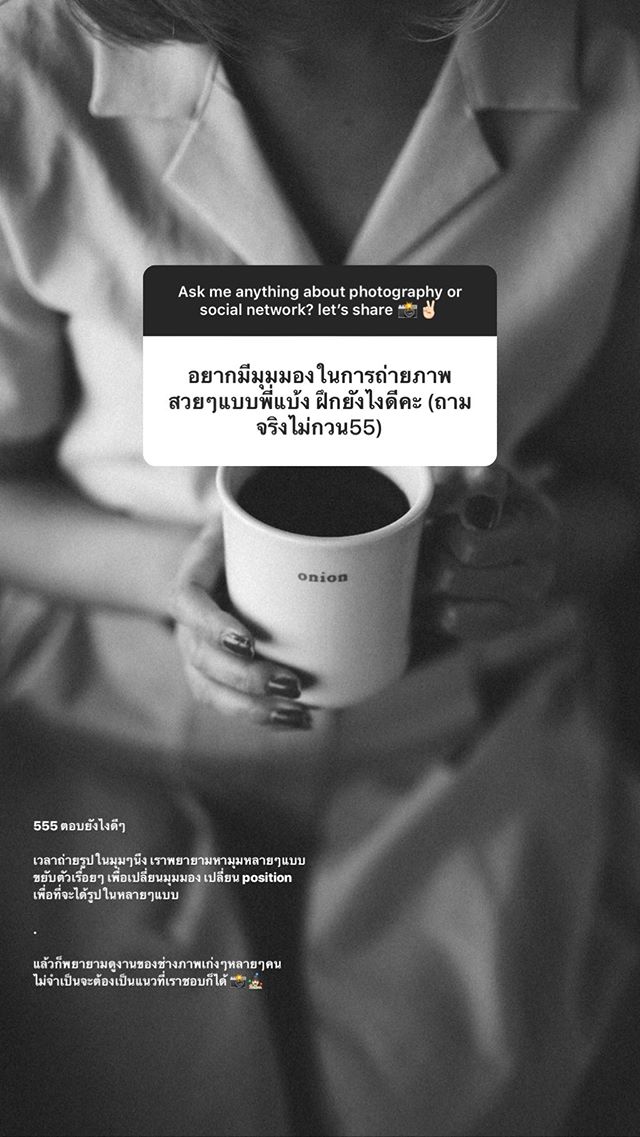 Ask me anything about photography or
social network? let's share 📸✌🏻
อยากมีมุมมองในการถ่ายภาพ
สวยๆแบบพี่แบ้ง ฝึกยังไงดีคะ (ถาม
จริงไม่กวน55)
onion
555 ตอบยังไงดีๆ
เวลาถ่ายรูปในมุมๆนึง เราพยายามหามุมหลายๆแบบ
ขยับตัวเรื่อยๆ เพื่อเปลี่ยนมุมมอง เปลี่ยน position
เพื่อที่จะได้รูปในหลายๆแบบ
.
แล้วก็พยายามดูงานของช่างภาพเก่งๆหลายๆคน
ไม่จำเป็นจะต้องเป็นแนวที่เราชอบก็ได้ 📸👨🏻‍🎨